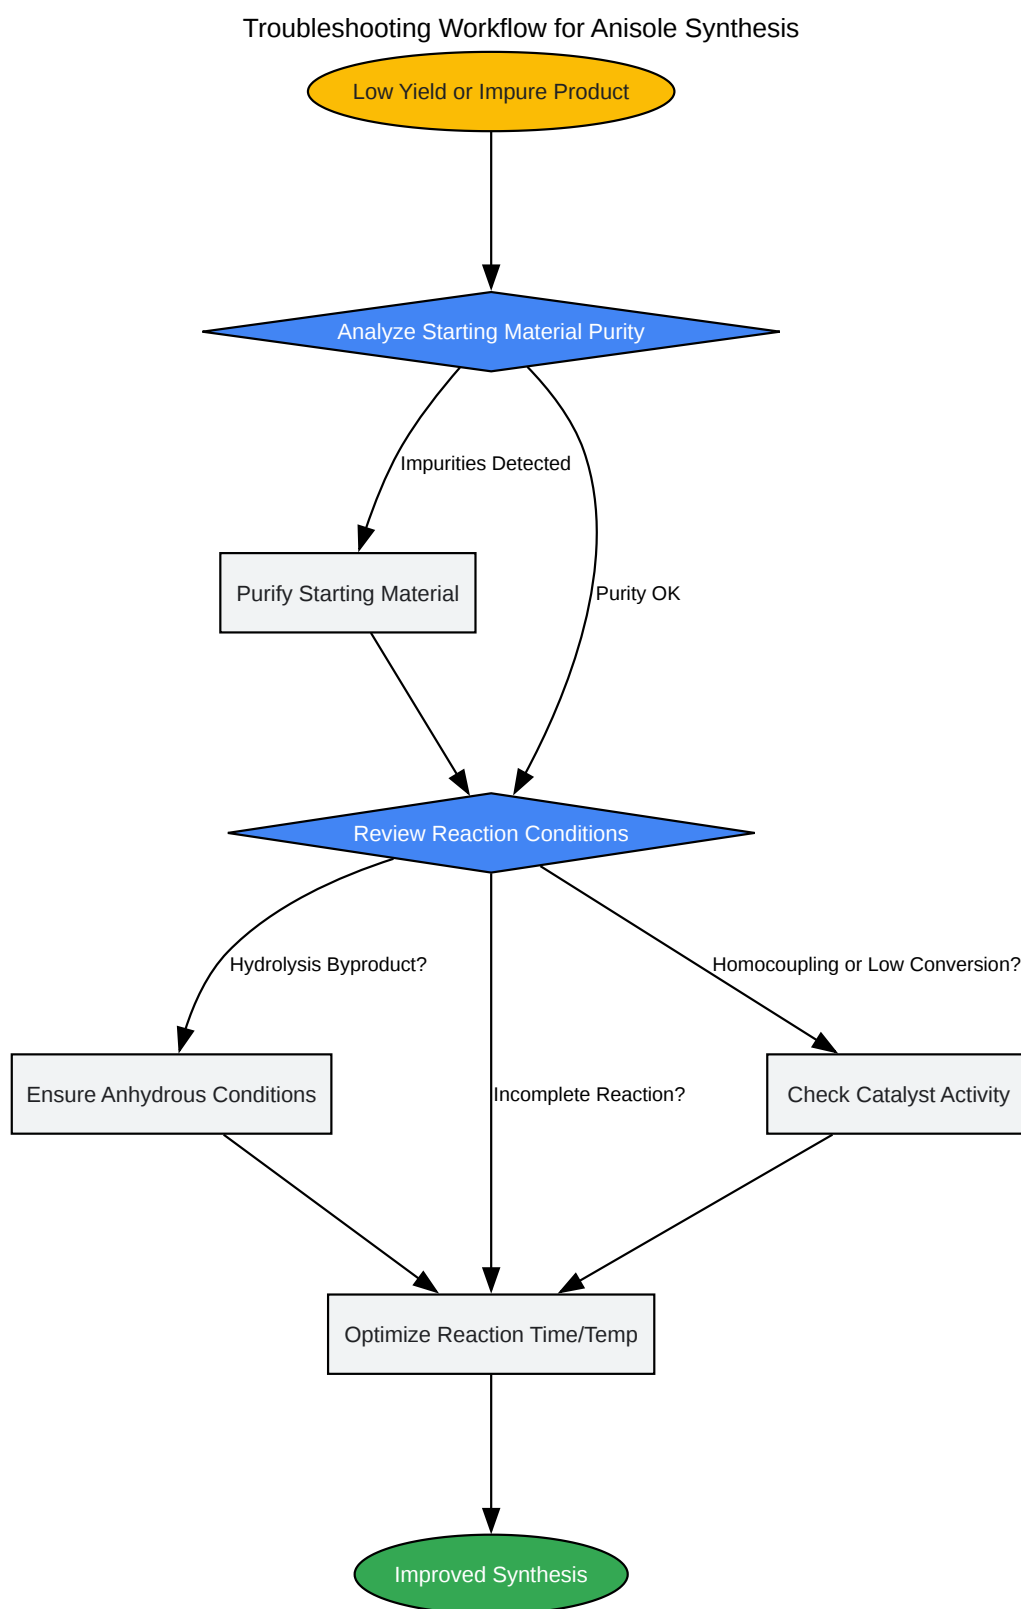 Troubleshooting Workflow for Anisole Synthesis
Low Yield or Impure Product
Analyze Starting Material Purity
Impurities Detected
Purify Starting Material
Purity OK
Review Reaction Conditions
Hydrolysis Byproduct?
Homocoupling or Low Conversion?
Ensure Anhydrous Conditions
Incomplete Reaction?
Check Catalyst Activity
Optimize Reaction Time/Temp
Improved Synthesis